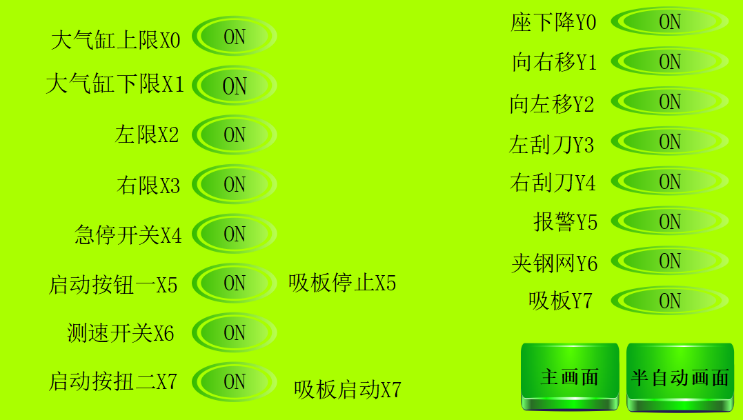 大气缸上限X0 ON
大气缸下限X1 ON
左限X2 ON
右限X3 ON
急停开关X4 ON
启动按钮一X5 ON 吸板停止X5
测速开关X6 ON
启动按扭二X7 ON 吸板启动X7
座下降Y0 ON
向右移Y1 ON
向左移Y2 ON
左刮刀Y3 ON
右刮刀Y4 ON
报警Y5 ON
夹钢网Y6 ON
吸板Y7 ON
主画面 半自动画面